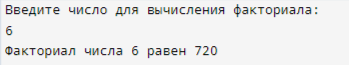 Введите число для вычисления факториала:
6
Факториал числа 6 равен 720